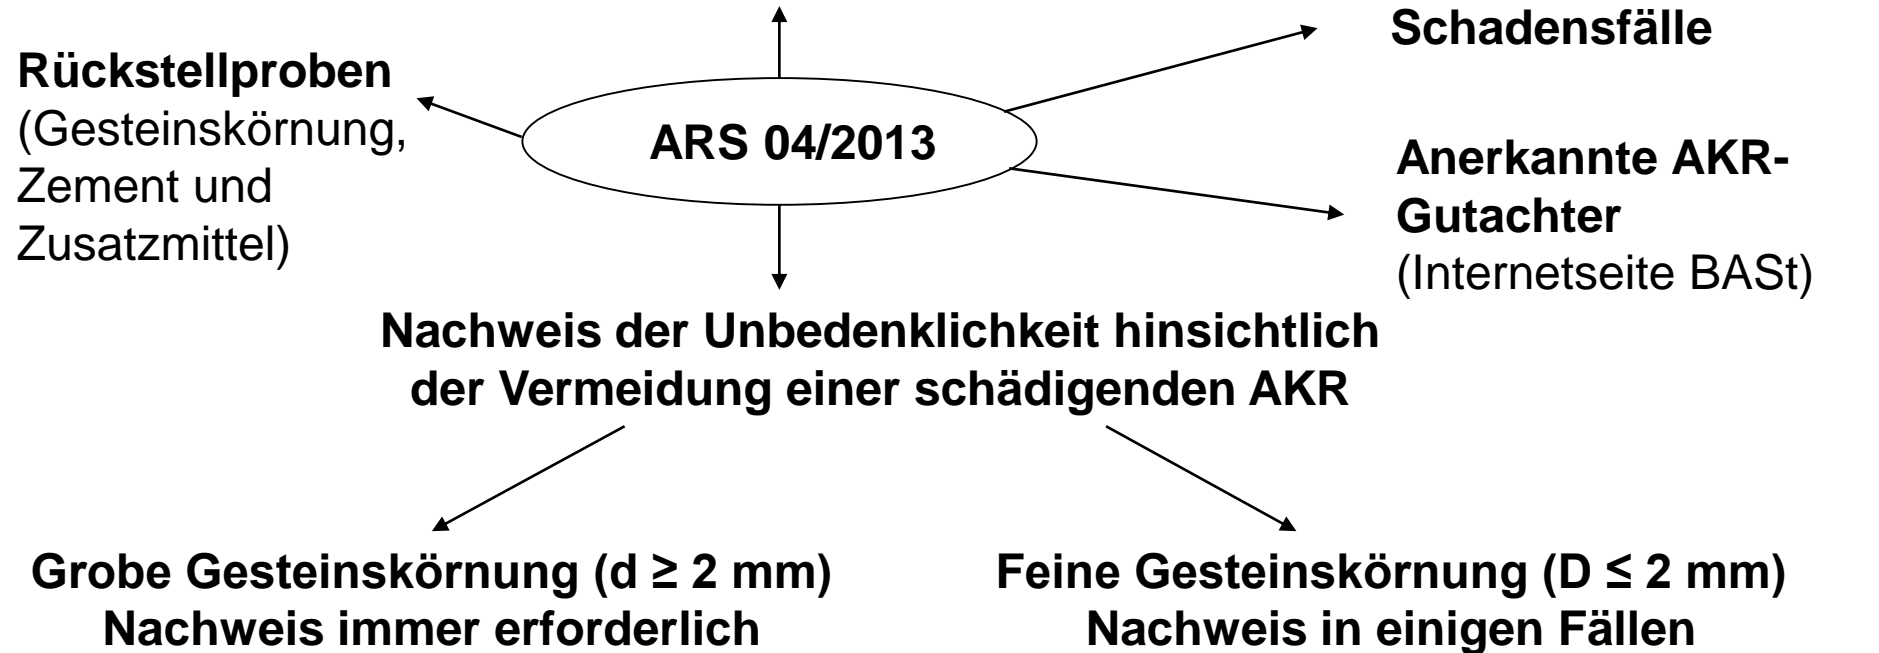 Schadensfälle
Rückstellproben
(Gesteinskörnung,
Zement und
Zusatzmittel)
ARS 04/2013
Anerkannte AKR-
Gutachter
(Internetseite BASt)
Nachweis der Unbedenklichkeit hinsichtlich
der Vermeidung einer schädigenden AKR
Grobe Gesteinskörnung (d ≥ 2 mm)
Nachweis immer erforderlich
Feine Gesteinskörnung (D ≤ 2 mm)
Nachweis in einigen Fällen